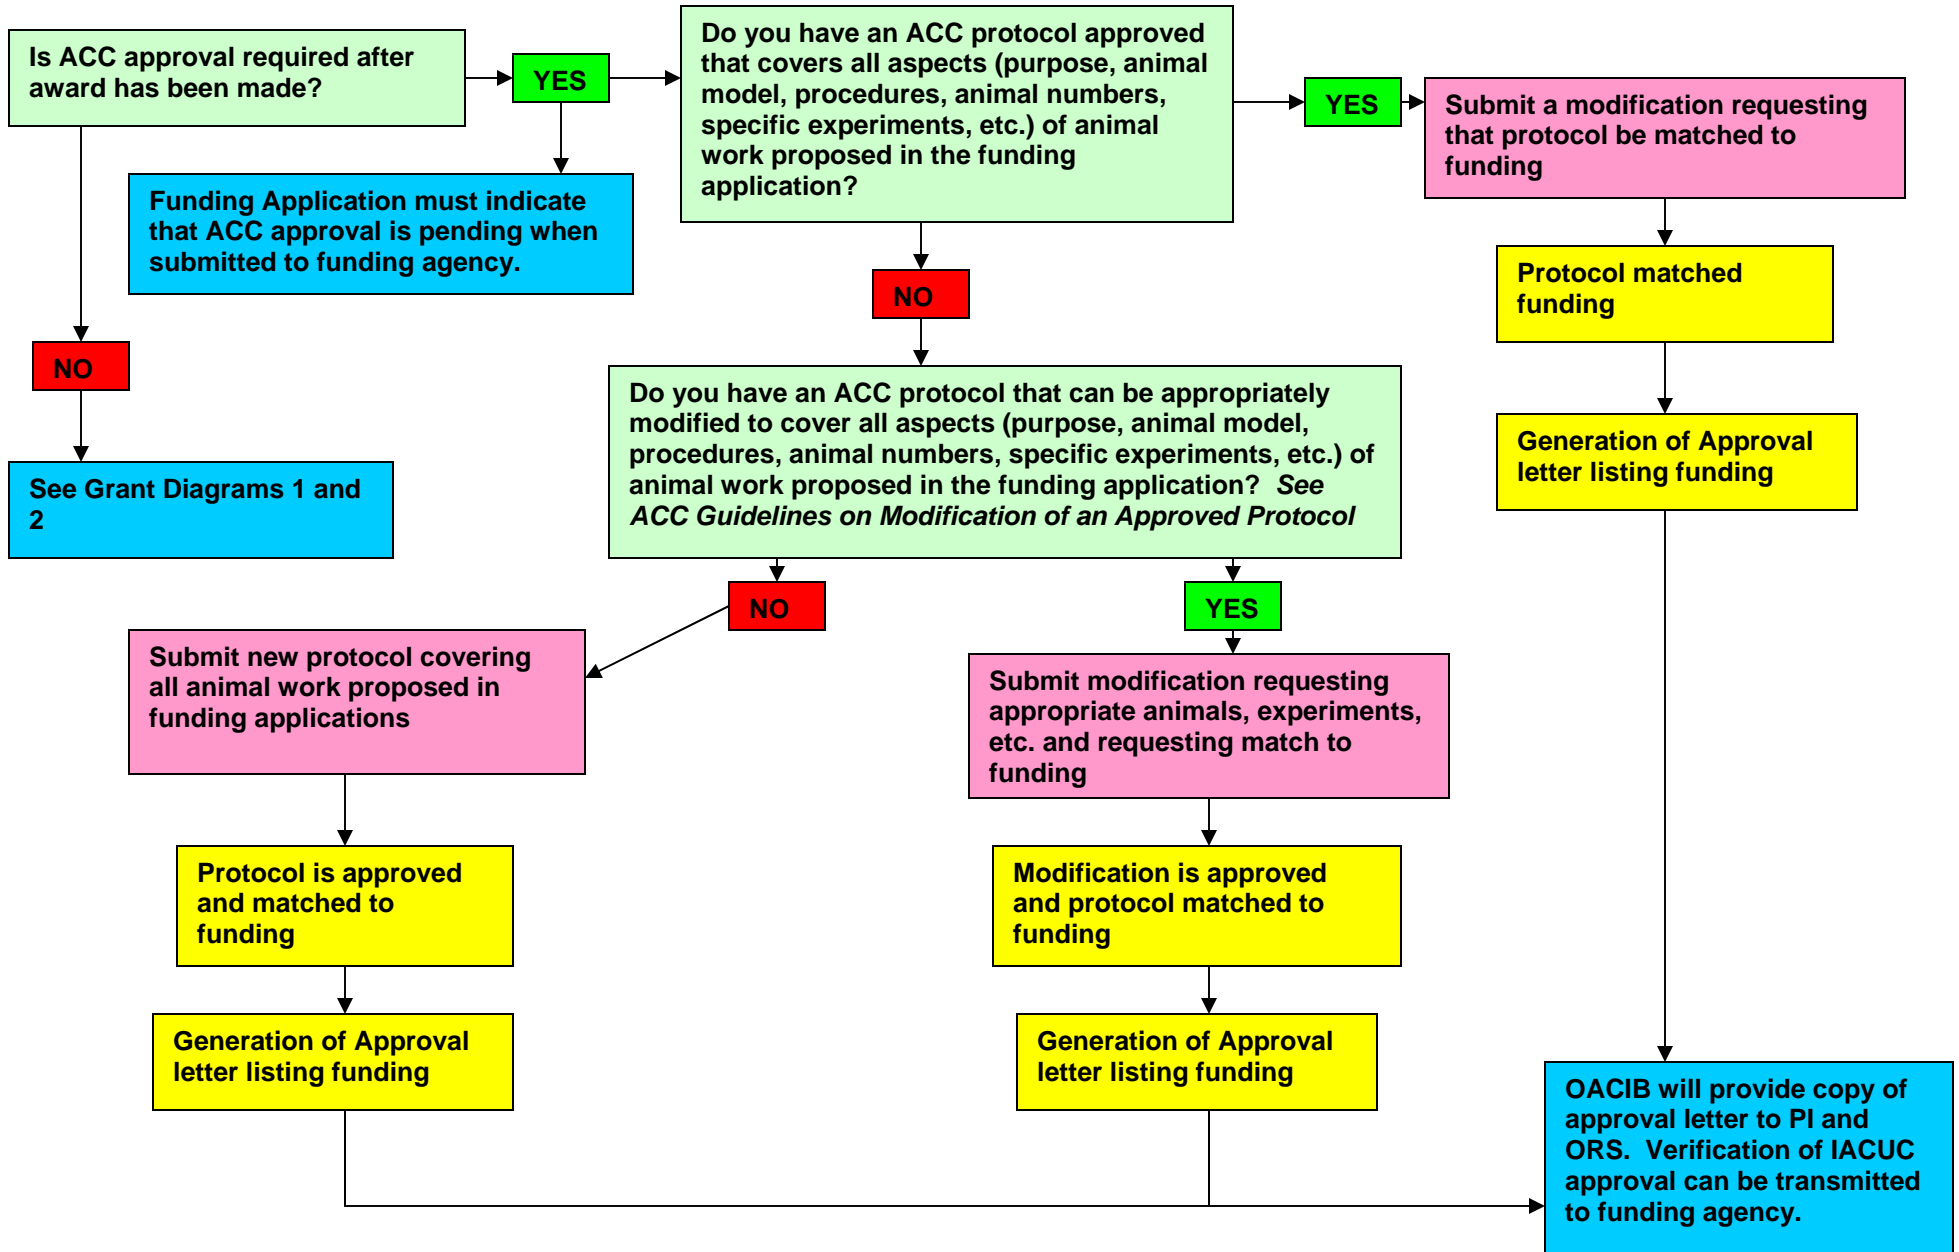 Is ACC approval required after
award has been made?
YES
Do you have an ACC protocol approved
that covers all aspects (purpose, animal
model, procedures, animal numbers,
specific experiments, etc.) of animal
work proposed in the funding
application?
YES
Submit a modification requesting
that protocol be matched to
funding
Funding Application must indicate
that ACC approval is pending when
submitted to funding agency.
Protocol matched
funding
NO
NO
Do you have an ACC protocol that can be appropriately
modified to cover all aspects (purpose, animal model,
procedures, animal numbers, specific experiments, etc.) of
animal work proposed in the funding application? See
ACC Guidelines on Modification of an Approved Protocol
Generation of Approval
letter listing funding
See Grant Diagrams 1 and
2
NO
YES
Submit new protocol covering
all animal work proposed in
funding applications
Submit modification requesting
appropriate animals, experiments,
etc. and requesting match to
funding
Protocol is approved
and matched to
funding
Modification is approved
and protocol matched to
funding
Generation of Approval
letter listing funding
Generation of Approval
letter listing funding
OACIB will provide copy of
approval letter to PI and
ORS. Verification of IACUC
approval can be transmitted
to funding agency.